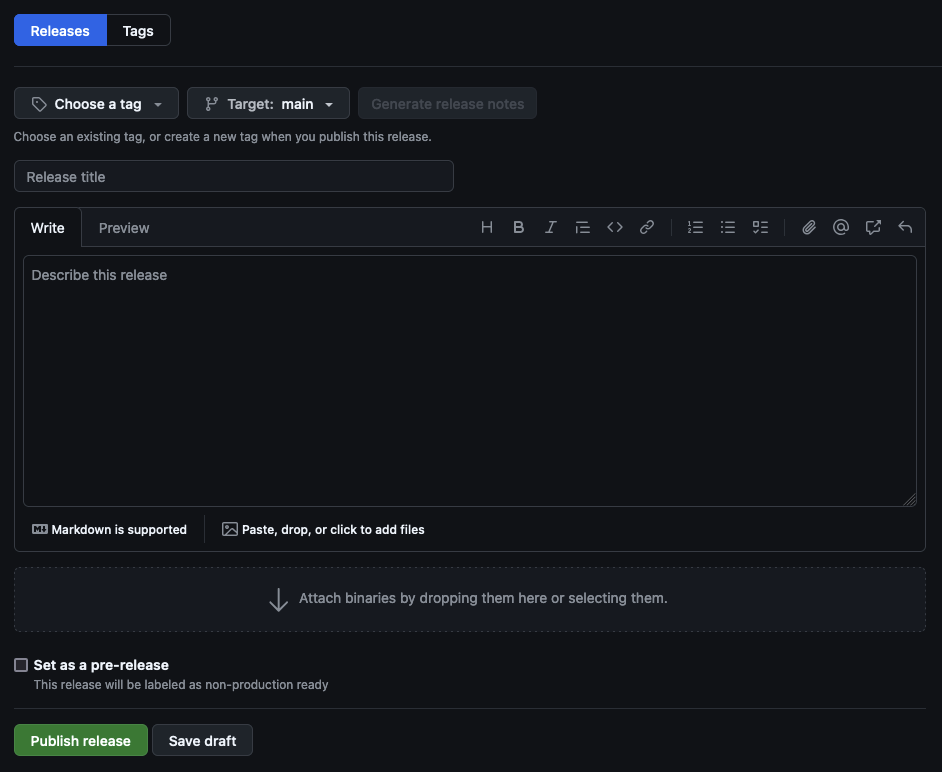 Releases Tags
Choose a tag Target: main Generate release notes
Choose an existing tag, or create a new tag when you publish this release.
Release title
Write Preview
Describe this release
Markdown is supported Paste, drop, or click to add files
Attach binaries by dropping them here or selecting them.
Set as a pre-release
This release will be labeled as non-production ready
Publish release Save draft